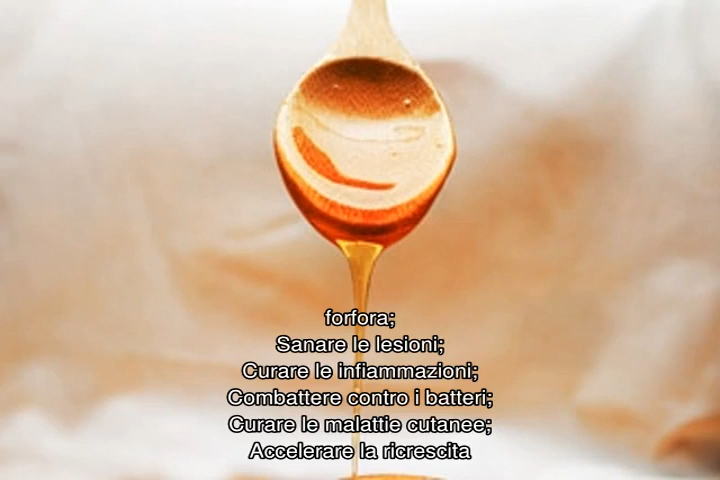 forfora;
Sanare le lesioni;
Curare le infiammazioni;
Combattere contro i batteri;
Curare le malattie cutanee;
Accelerare la ricrescita